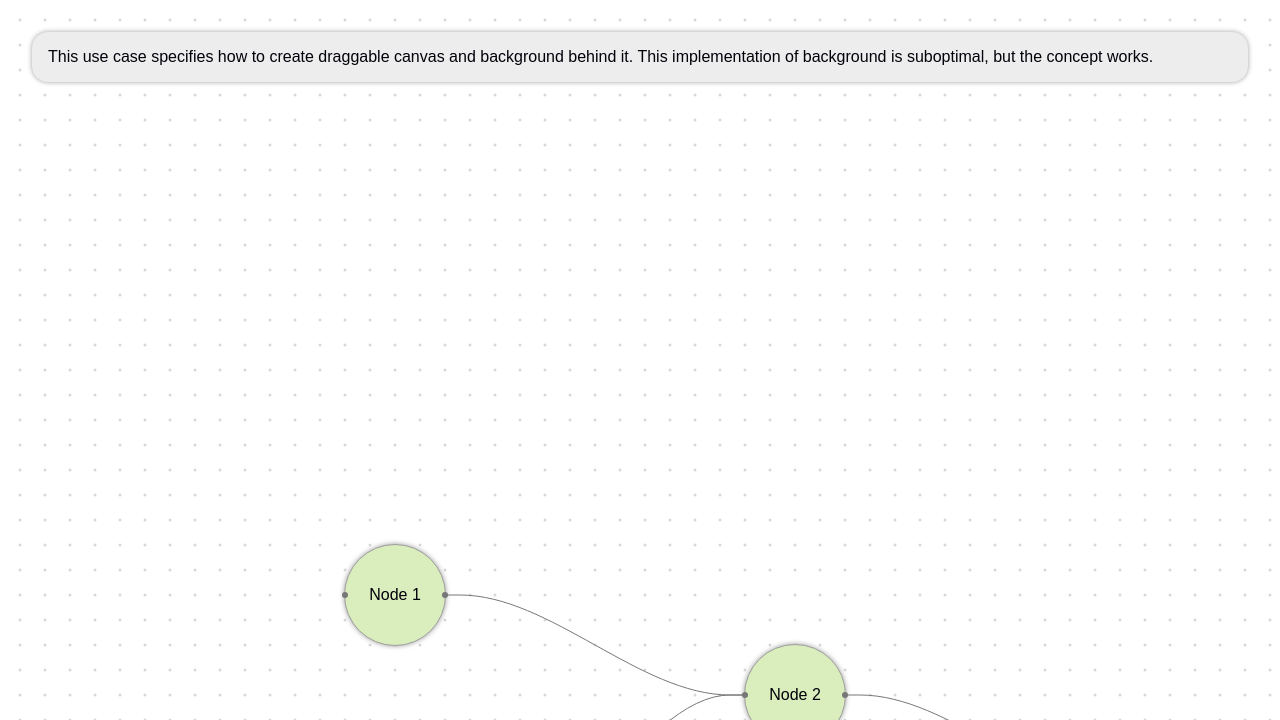 This use case specifies how to create draggable canvas and background behind it. This implementation of background is suboptimal, but the concept works.
Node 1
Node 2